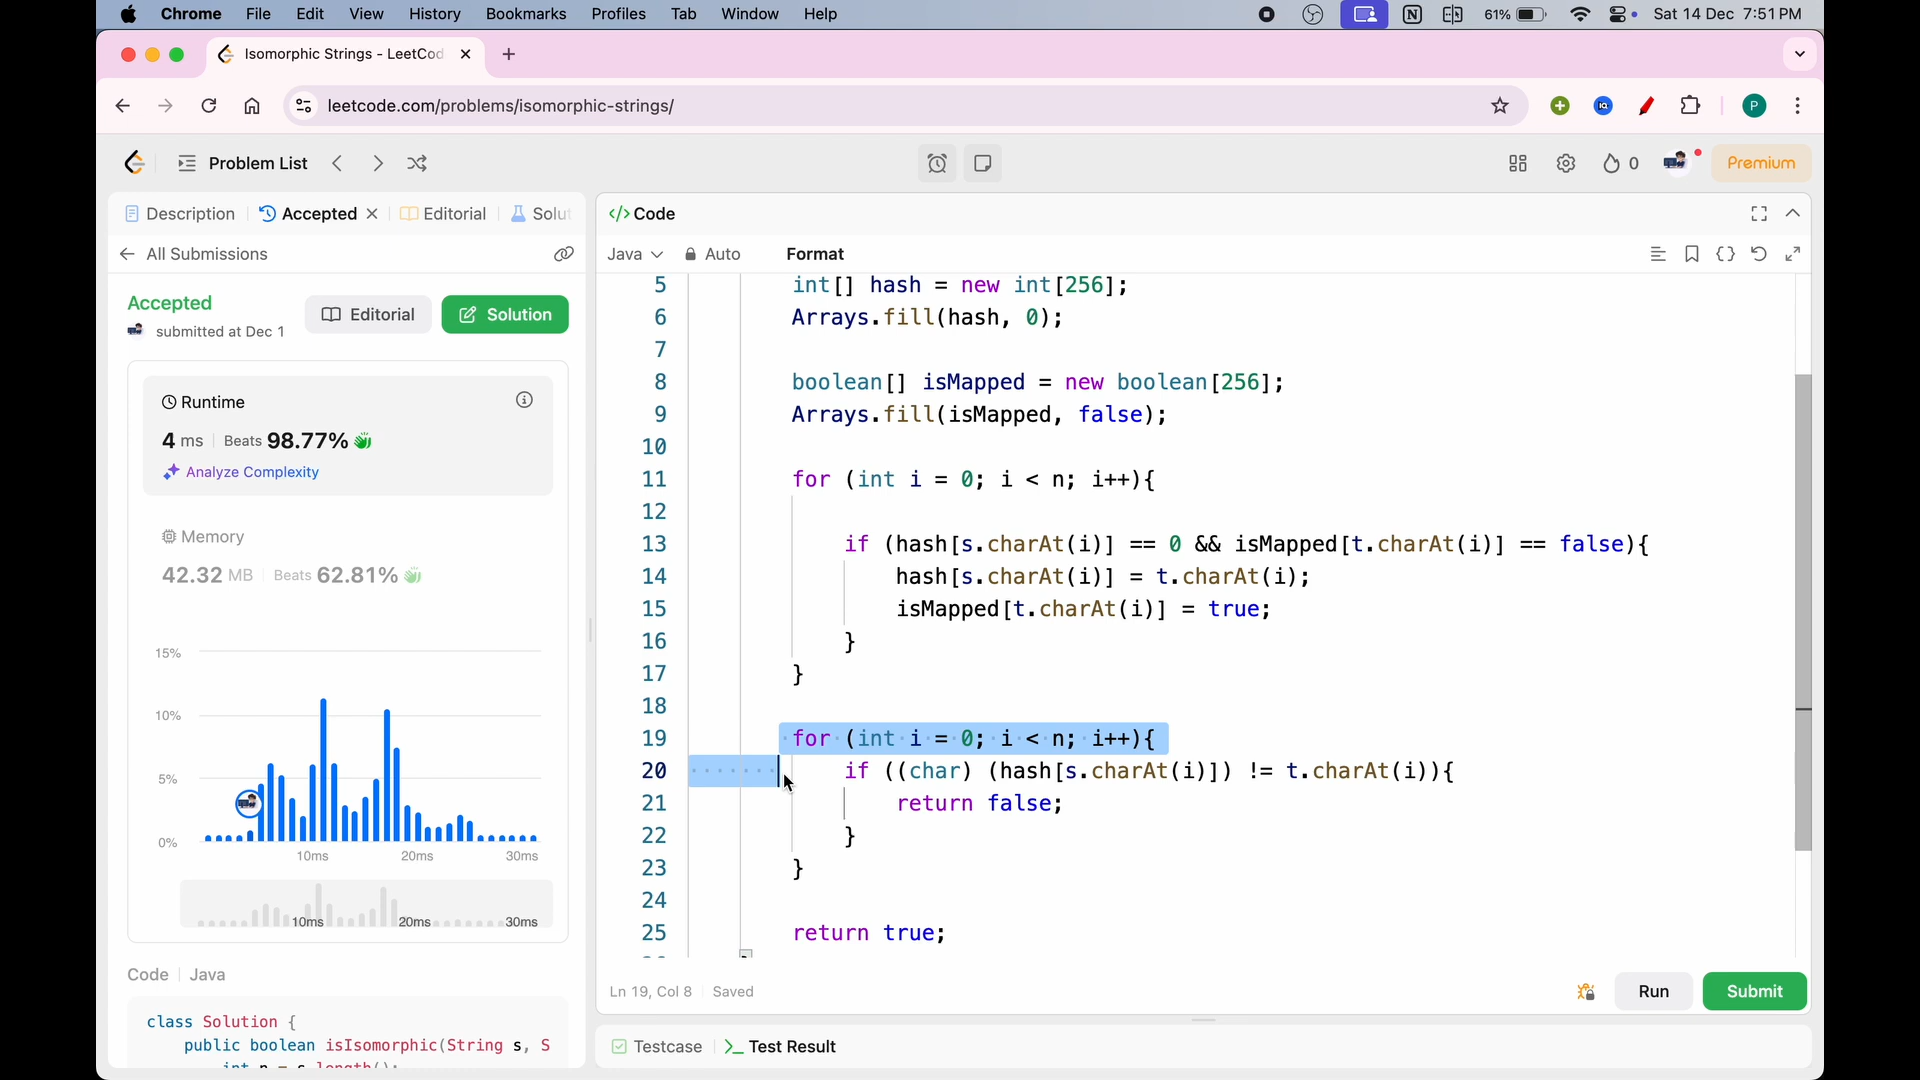 Chrome File Edit View History Bookmarks Profiles Tab Window Help 61% Sat 14 Dec 7:51 PM
Isomorphic Strings - LeetCod
leetcode.com/problems/isomorphic-strings/
P
Problem List
0
Premium
Description Accepted Editorial Solut
All Submissions
Accepted
submitted at Dec 1
Editorial
Solution
Runtime
4 ms Beats 98.77%
Analyze Complexity
Memory
42.32 MB Beats 62.81%
15%
10%
5%
0%
10ms 20ms 30ms
10ms 20ms 30ms
Code Java
class Solution {
public boolean isIsomorphic(String s, S
int n = s.length();
</> Code
Java Auto Format
5 int[] hash = new int[256];
6 Arrays.fill(hash, 0);
7
8 boolean[] isMapped = new boolean[256];
9 Arrays.fill(isMapped, false);
10
11 for (int i = 0; i < n; i++){
12
13 if (hash[s.charAt(i)] == 0 && isMapped[t.charAt(i)] == false){
14 hash[s.charAt(i)] = t.charAt(i);
15 isMapped[t.charAt(i)] = true;
16 }
17 }
18
19 for (int i = 0; i < n; i++){
20 if ((char) (hash[s.charAt(i)]) != t.charAt(i)){
21 return false;
22 }
23 }
24
25 return true;
Ln 19, Col 8 Saved
Run
Submit
Testcase >_ Test Result